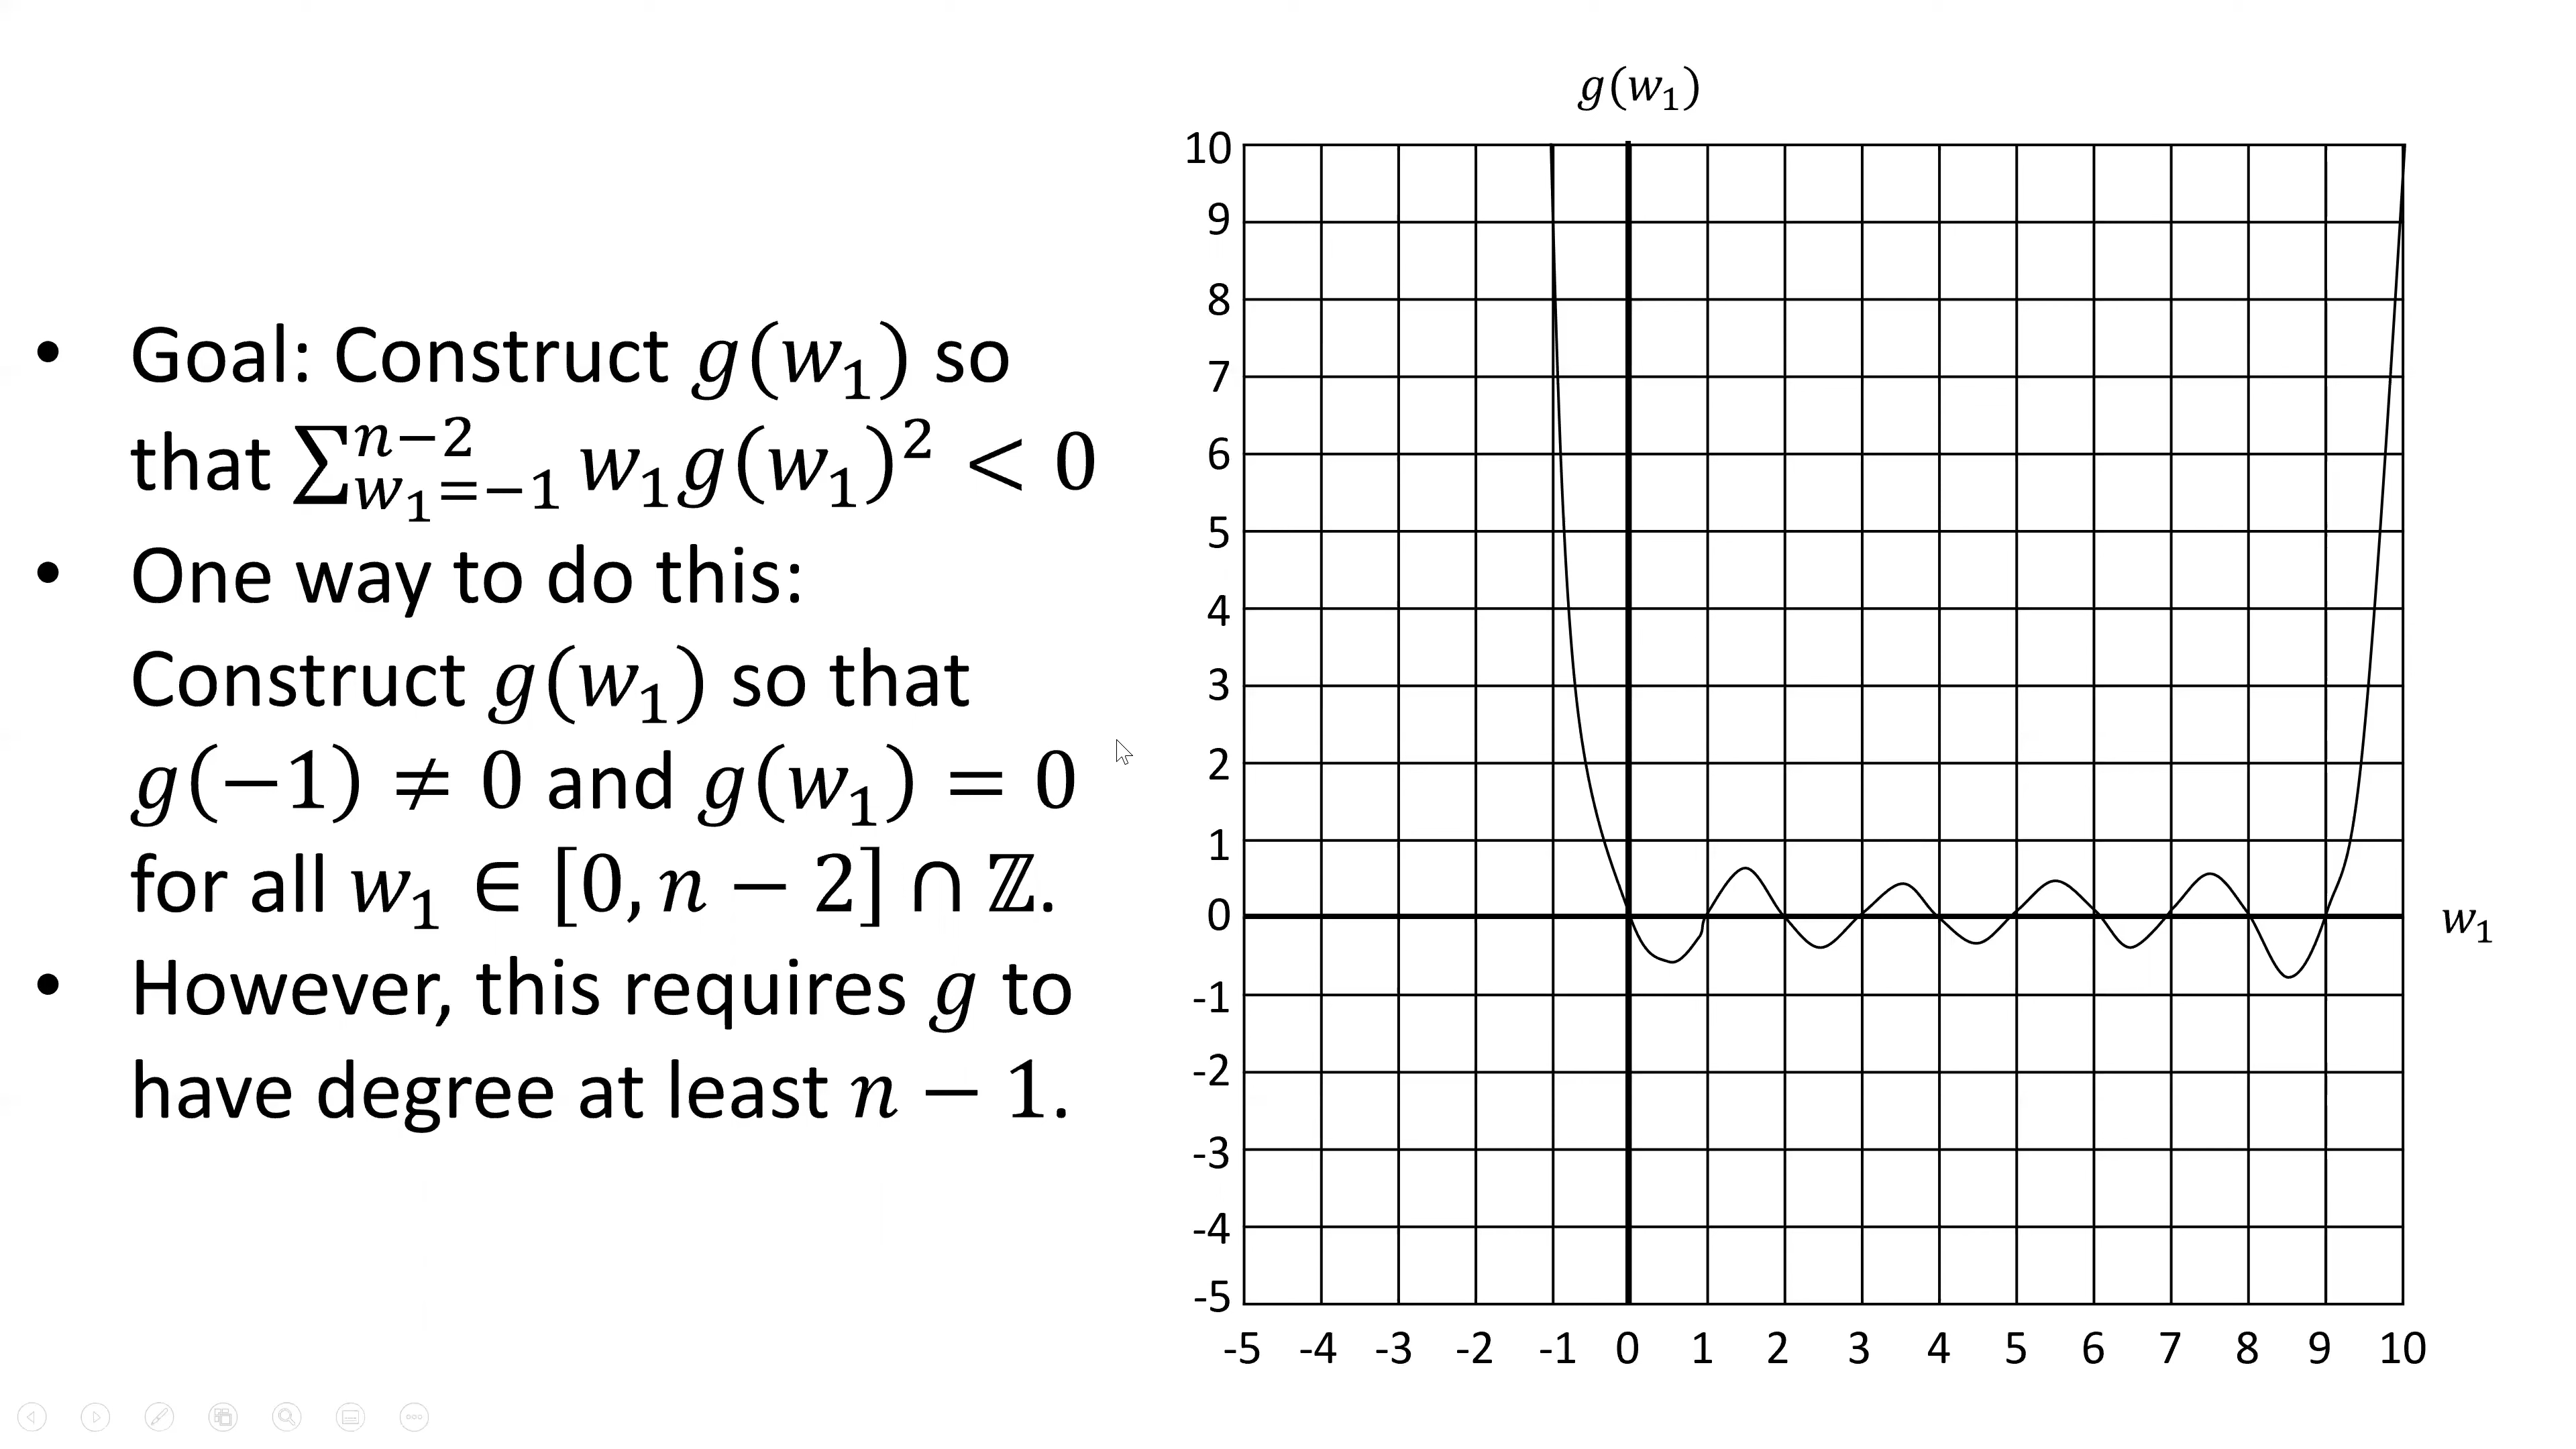 • Goal: Construct g(w₁) so
that ∑_{w₁=−1}^{n−2} w₁g(w₁)² < 0
• One way to do this:
Construct g(w₁) so that
g(−1) ≠ 0 and g(w₁) = 0
for all w₁ ∈ [0, n − 2] ∩ ℤ.
• However, this requires g to
have degree at least n − 1.
g(w₁)
10
9
8
7
6
5
4
3
2
1
0
-1
-2
-3
-4
-5
w₁
-5 -4 -3 -2 -1 0 1 2 3 4 5 6 7 8 9 10